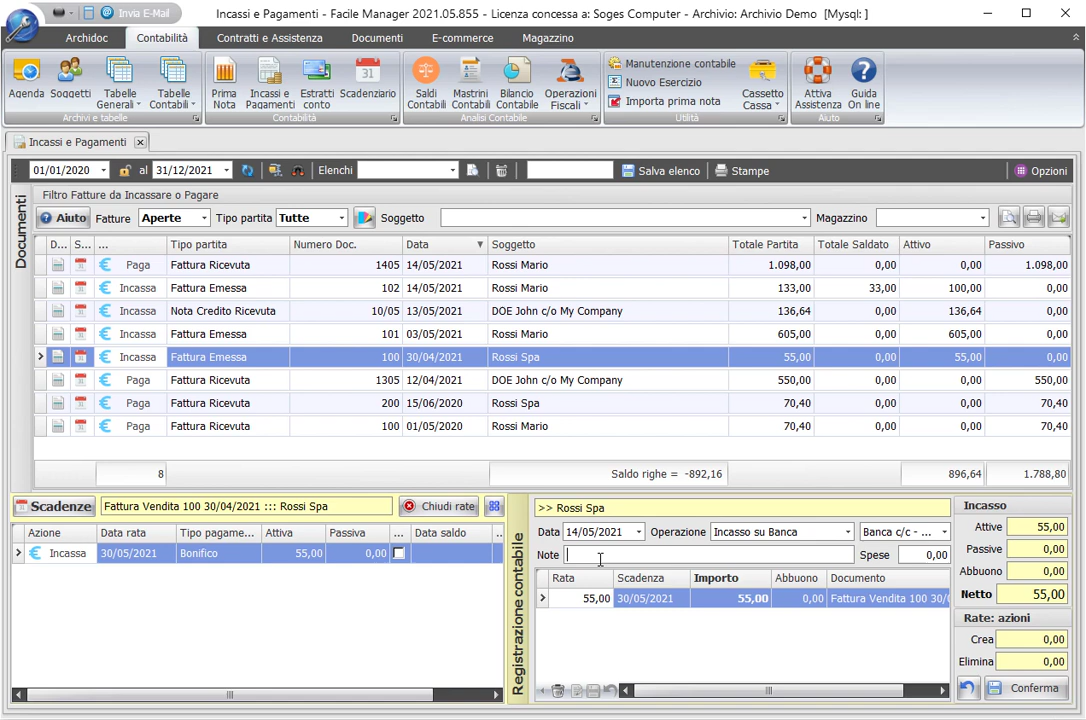 Invia E-Mail
Incassi e Pagamenti - Facile Manager 2021.05.855 - Licenza concessa a: Soges Computer - Archivio: Archivio Demo [Mysql: ]
Archidoc Contabilità Contratti e Assistenza Documenti E-commerce Magazzino
Agenda Soggetti Tabelle Generali Tabelle Contabili
Archivi e tabelle
Prima Nota Incassi e Pagamenti Estratti conto Scadenziario
Contabilità
Saldi Contabili Mastrini Contabili Bilancio Contabile Operazioni Fiscali
Analisi Contabile
Manutenzione contabile
Nuovo Esercizio
Importa prima nota
Cassetto Cassa
Utilità
Attiva Assistenza Guida On line
Aiuto
Incassi e Pagamenti
01/01/2020 al 31/12/2021 Elenchi Salva elenco Stampe Opzioni
Documenti
Filtro Fatture da Incassare o Pagare
Aiuto Fatture Aperte Tipo partita Tutte Soggetto Magazzino
D... S... ... Tipo partita Numero Doc. Data Soggetto Totale Partita Totale Saldato Attivo Passivo
Paga Fattura Ricevuta 1405 14/05/2021 Rossi Mario 1.098,00 0,00 0,00 1.098,00
Incassa Fattura Emessa 102 14/05/2021 Rossi Mario 133,00 33,00 100,00 0,00
Incassa Nota Credito Ricevuta 10/05 13/05/2021 DOE John c/o My Company 136,64 0,00 136,64 0,00
Incassa Fattura Emessa 101 03/05/2021 Rossi Mario 605,00 0,00 605,00 0,00
Incassa Fattura Emessa 100 30/04/2021 Rossi Spa 55,00 0,00 55,00 0,00
Paga Fattura Ricevuta 1305 12/04/2021 DOE John c/o My Company 550,00 0,00 0,00 550,00
Paga Fattura Ricevuta 200 15/06/2020 Rossi Spa 70,40 0,00 0,00 70,40
Paga Fattura Ricevuta 100 01/05/2020 Rossi Mario 70,40 0,00 0,00 70,40
8 Saldo righe = -892,16 896,64 1.788,80
Scadenze Fattura Vendita 100 30/04/2021 ::: Rossi Spa Chiudi rate
Azione Data rata Tipo pagame... Attiva Passiva ... Data saldo ..
Incassa 30/05/2021 Bonifico 55,00 0,00
Registrazione contabile
>> Rossi Spa
Data 14/05/2021 Operazione Incasso su Banca Banca c/c - ...
Note Spese 0,00
Rata Scadenza Importo Abbuono Documento
55,00 30/05/2021 55,00 0,00 Fattura Vendita 100 30/0
Incasso
Attive 55,00
Passive 0,00
Abbuono 0,00
Netto 55,00
Rate: azioni
Crea 0,00
Elimina 0,00
Conferma